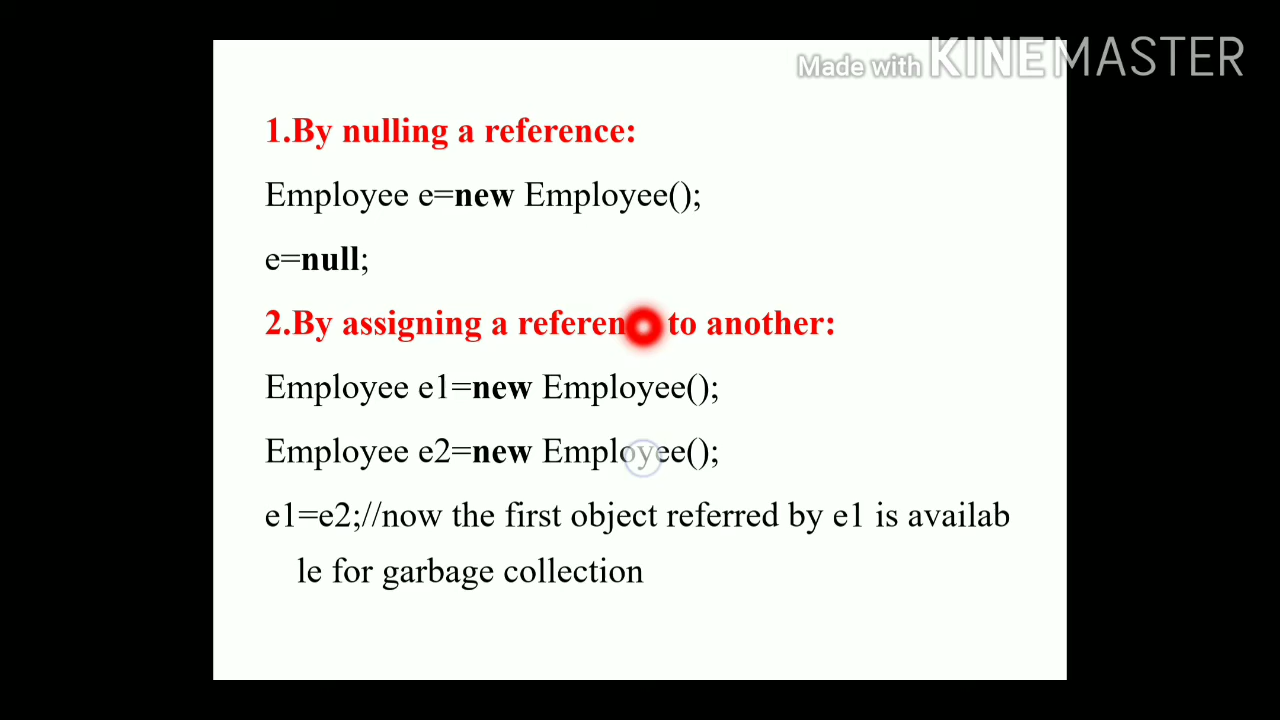 Made with KINEMASTER
1.By nulling a reference:
Employee e=new Employee();
e=null;
2.By assigning a reference to another:
Employee e1=new Employee();
Employee e2=new Employee();
e1=e2;//now the first object referred by e1 is availab
le for garbage collection